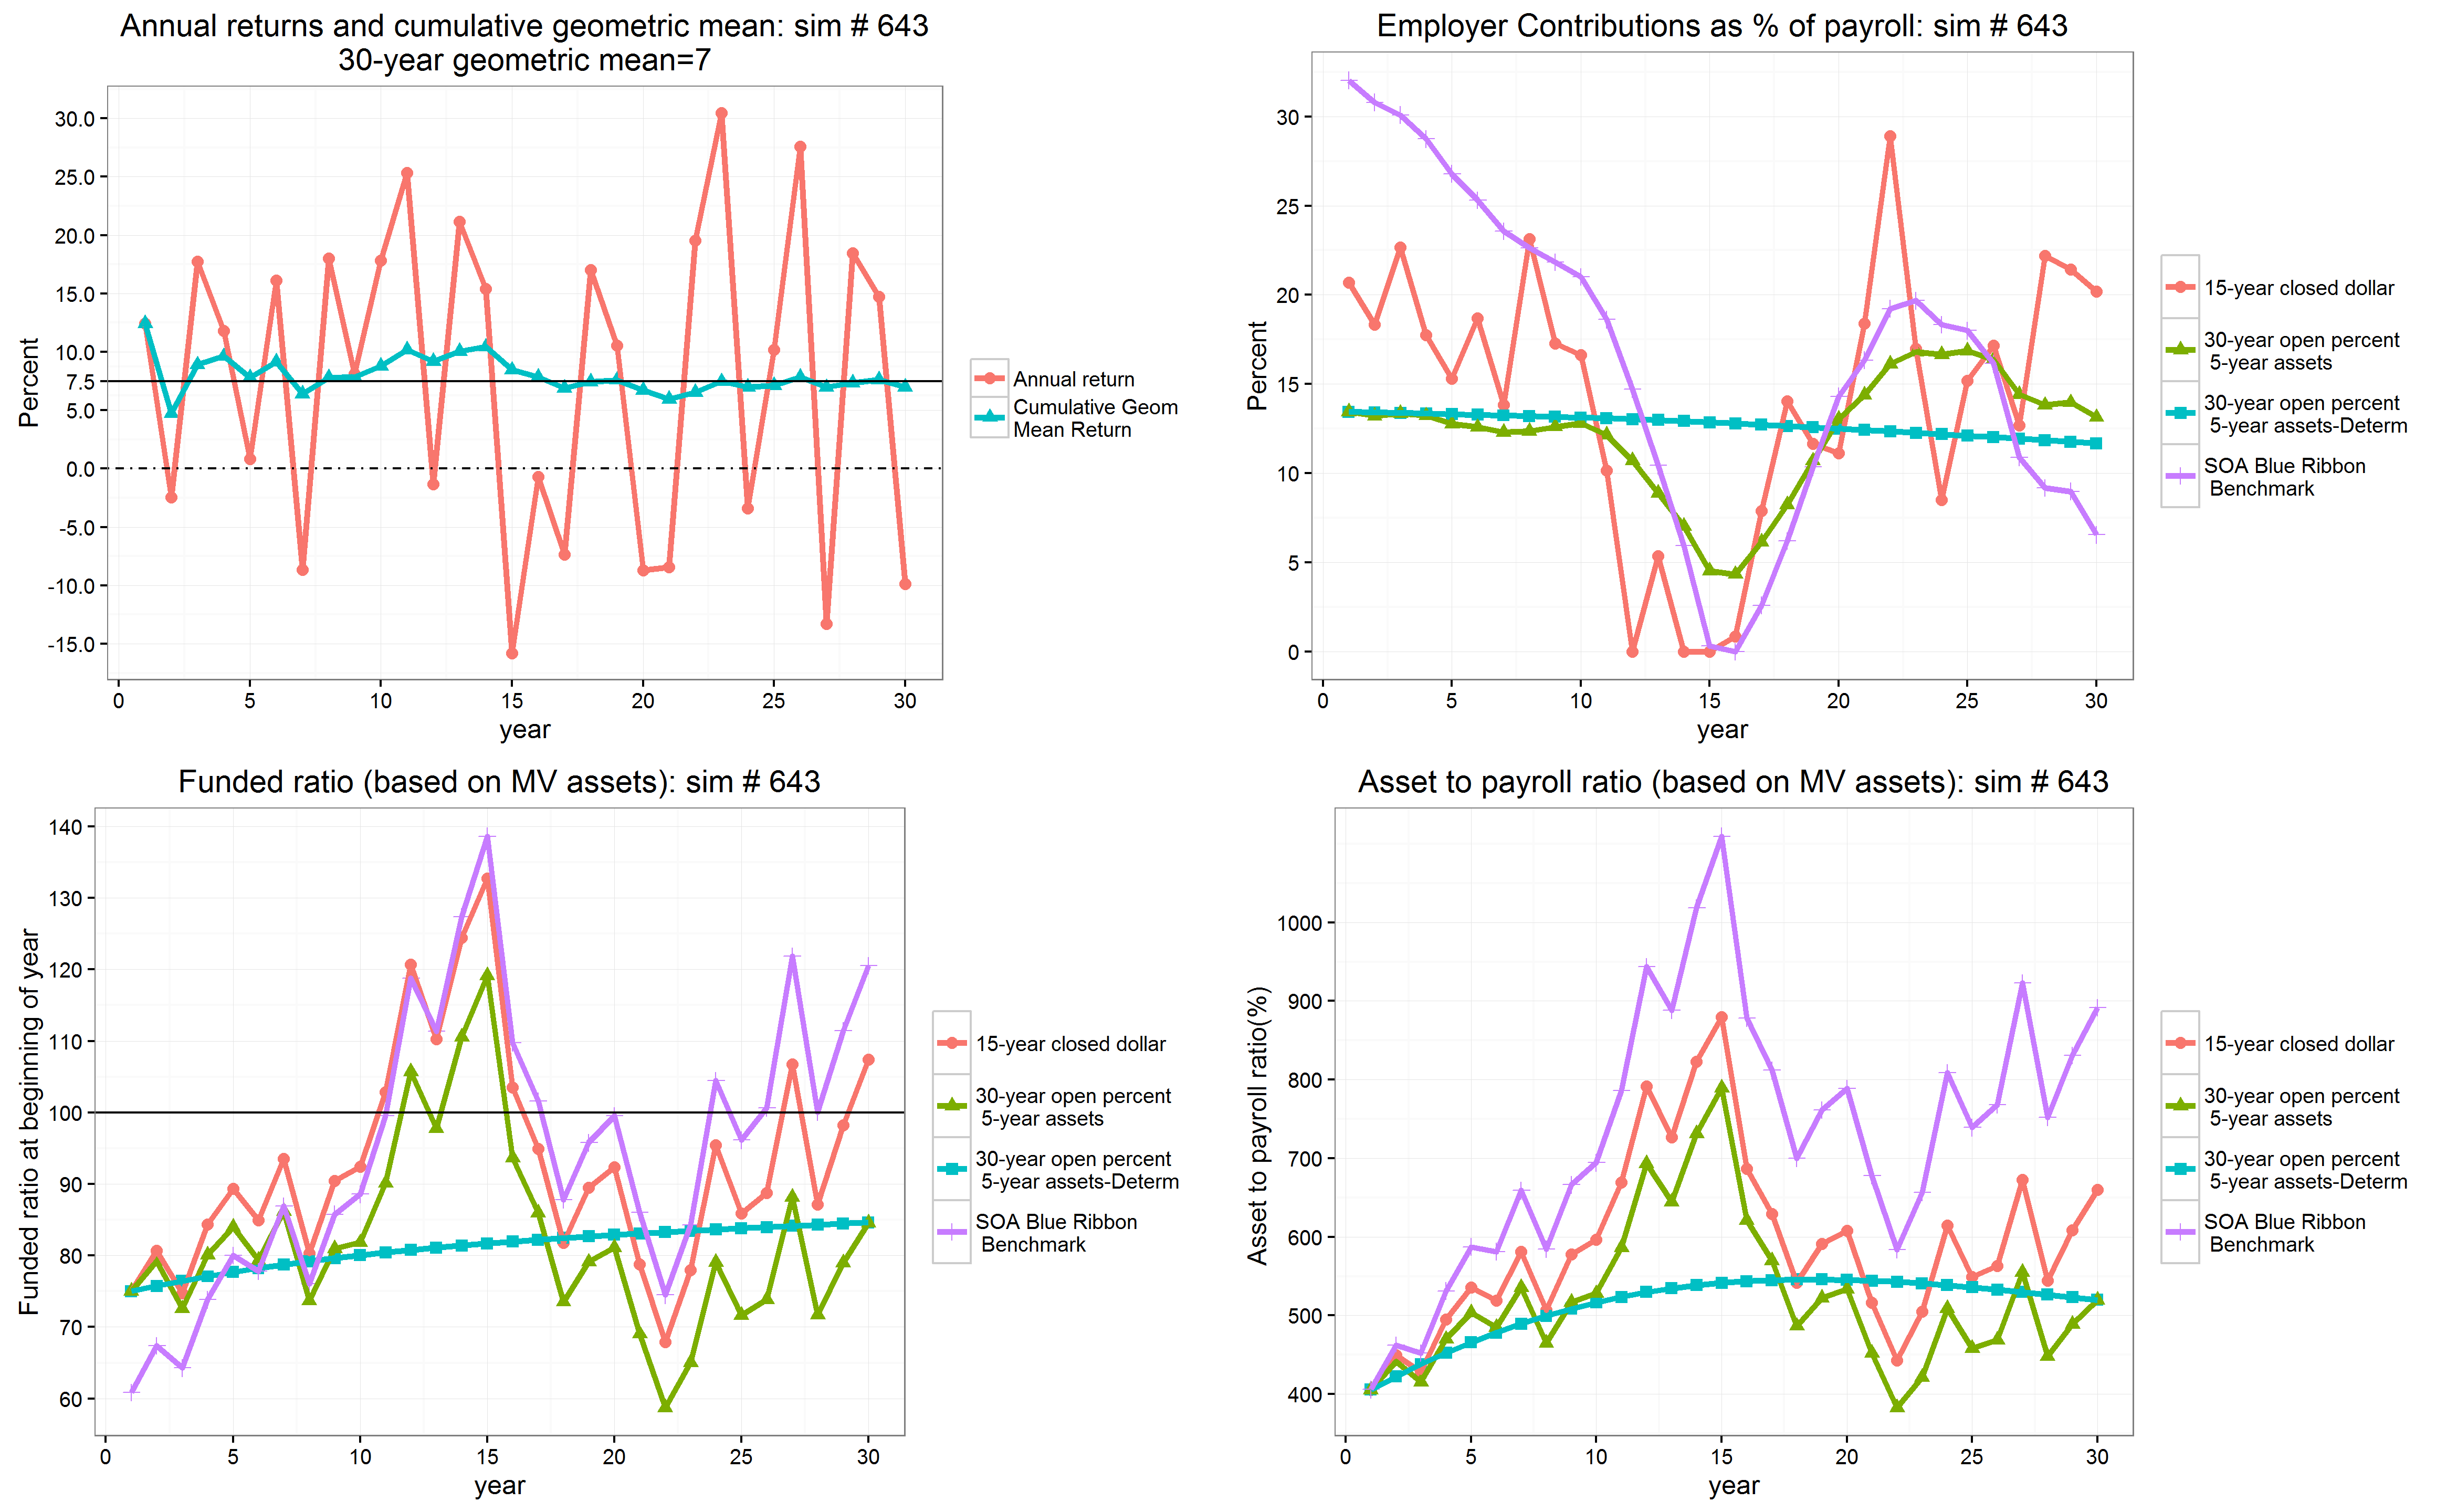 Annual returns and cumulative geometric mean: sim # 643
30-year geometric mean=7
Percent
30.0
25.0
20.0
15.0
10.0
7.5
5.0
0.0
-5.0
-10.0
-15.0
0 5 10 15 20 25 30
year
Annual return
Cumulative Geom
Mean Return
Employer Contributions as % of payroll: sim # 643
Percent
30
25
20
15
10
5
0
0 5 10 15 20 25 30
year
15-year closed dollar
30-year open percent
5-year assets
30-year open percent
5-year assets-Determ
SOA Blue Ribbon
Benchmark
Funded ratio (based on MV assets): sim # 643
Funded ratio at beginning of year
140
130
120
110
100
90
80
70
60
0 5 10 15 20 25 30
year
15-year closed dollar
30-year open percent
5-year assets
30-year open percent
5-year assets-Determ
SOA Blue Ribbon
Benchmark
Asset to payroll ratio (based on MV assets): sim # 643
Asset to payroll ratio(%)
1000
900
800
700
600
500
400
0 5 10 15 20 25 30
year
15-year closed dollar
30-year open percent
5-year assets
30-year open percent
5-year assets-Determ
SOA Blue Ribbon
Benchmark